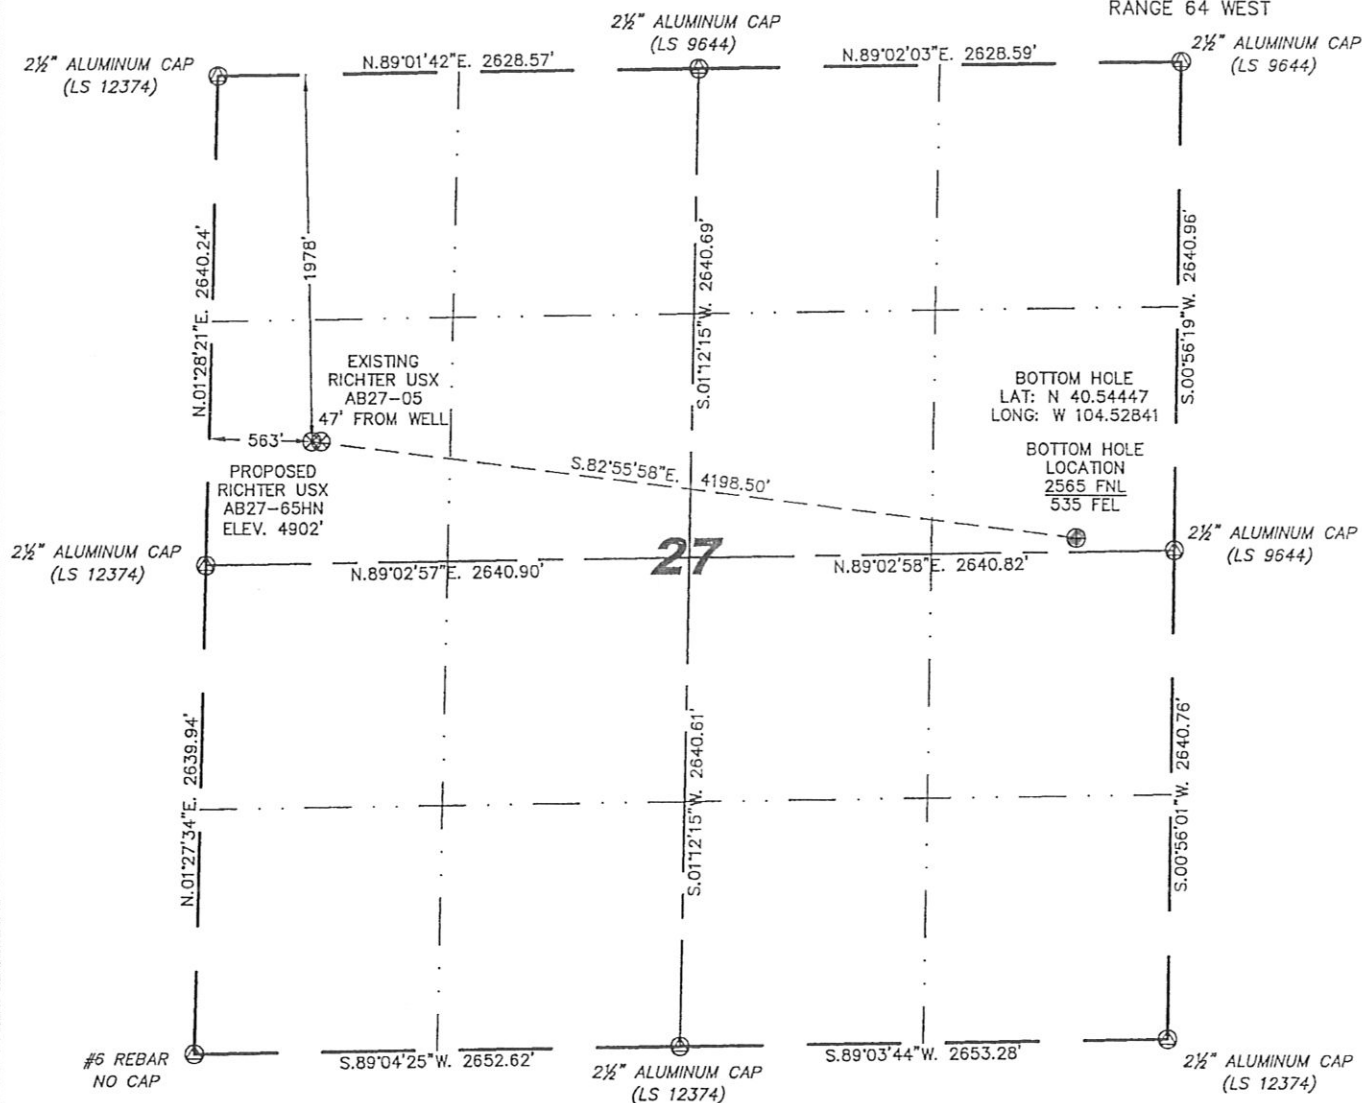 RANGE 64 WEST
2½" ALUMINUM CAP
(LS 9644)
2½" ALUMINUM CAP
(LS 12374)
N.89°01'42"E. 2628.57'
N.89°02'03"E. 2628.59'
2½" ALUMINUM CAP
(LS 9644)
N.01°28'21"E. 2640.24'
1978'
S.01°12'15"W. 2640.69'
S.00°56'19"W. 2640.96'
EXISTING
RICHTER USX
AB27-05
47' FROM WELL
563'
PROPOSED
RICHTER USX
AB27-65HN
ELEV. 4902'
S.82°55'58"E. 4198.50'
BOTTOM HOLE
LAT: N 40.54447
LONG: W 104.52841
BOTTOM HOLE
LOCATION
2565 FNL
535 FEL
2½" ALUMINUM CAP
(LS 12374)
N.89°02'57"E. 2640.90'
27
N.89°02'58"E. 2640.82'
2½" ALUMINUM CAP
(LS 9644)
N.01°27'34"E. 2639.94'
S.01°12'15"W. 2640.61'
S.00°56'01"W. 2640.76'
#6 REBAR
NO CAP
S.89°04'25"W. 2652.62'
2½" ALUMINUM CAP
(LS 12374)
S.89°03'44"W. 2653.28'
2½" ALUMINUM CAP
(LS 12374)